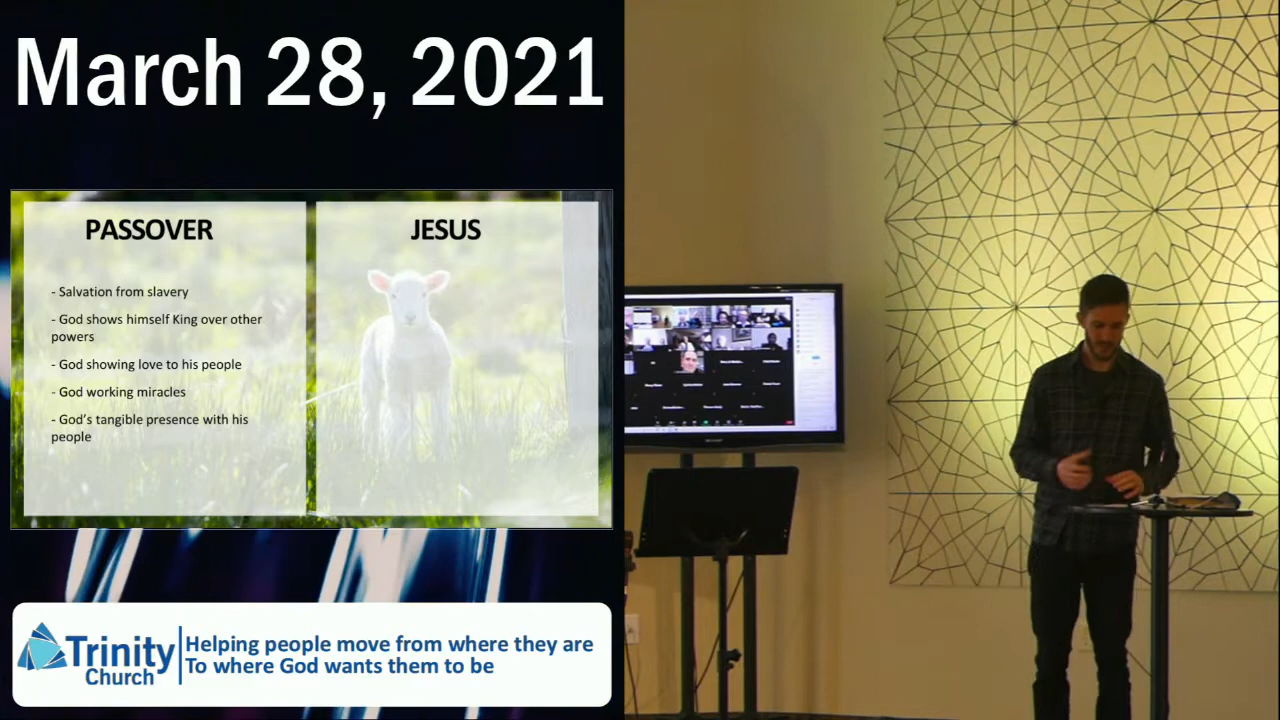 March 28, 2021
PASSOVER
- Salvation from slavery
- God shows himself King over other
powers
- God showing love to his people
- God working miracles
- God's tangible presence with his
people
JESUS
Trinity
Church
Helping people move from where they are
To where God wants them to be